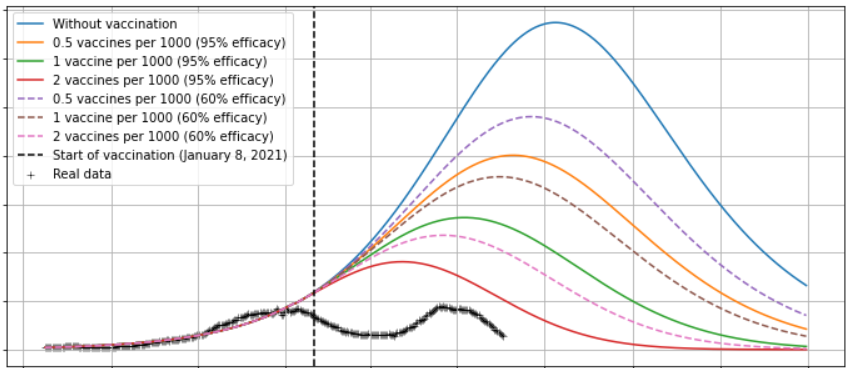 Without vaccination
0.5 vaccines per 1000 (95% efficacy)
1 vaccine per 1000 (95% efficacy)
2 vaccines per 1000 (95% efficacy)
0.5 vaccines per 1000 (60% efficacy)
1 vaccine per 1000 (60% efficacy)
2 vaccines per 1000 (60% efficacy)
Start of vaccination (January 8, 2021)
Real data